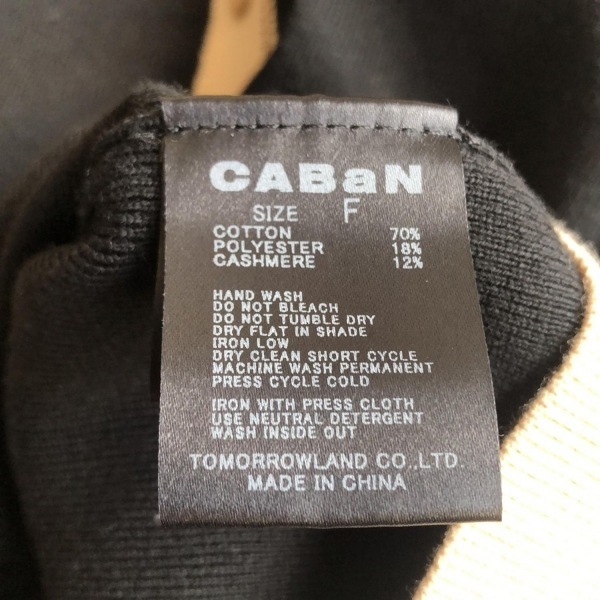 CABaN
SIZE F
COTTON 70%
POLYESTER 18%
CASHMERE 12%
HAND WASH
DO NOT BLEACH
DO NOT TUMBLE DRY
DRY FLAT IN SHADE
IRON LOW
DRY CLEAN SHORT CYCLE
MACHINE WASH PERMANENT
PRESS CYCLE COLD
IRON WITH PRESS CLOTH
USE NEUTRAL DETERGENT
WASH INSIDE OUT
TOMORROWLAND CO.,LTD.
MADE IN CHINA